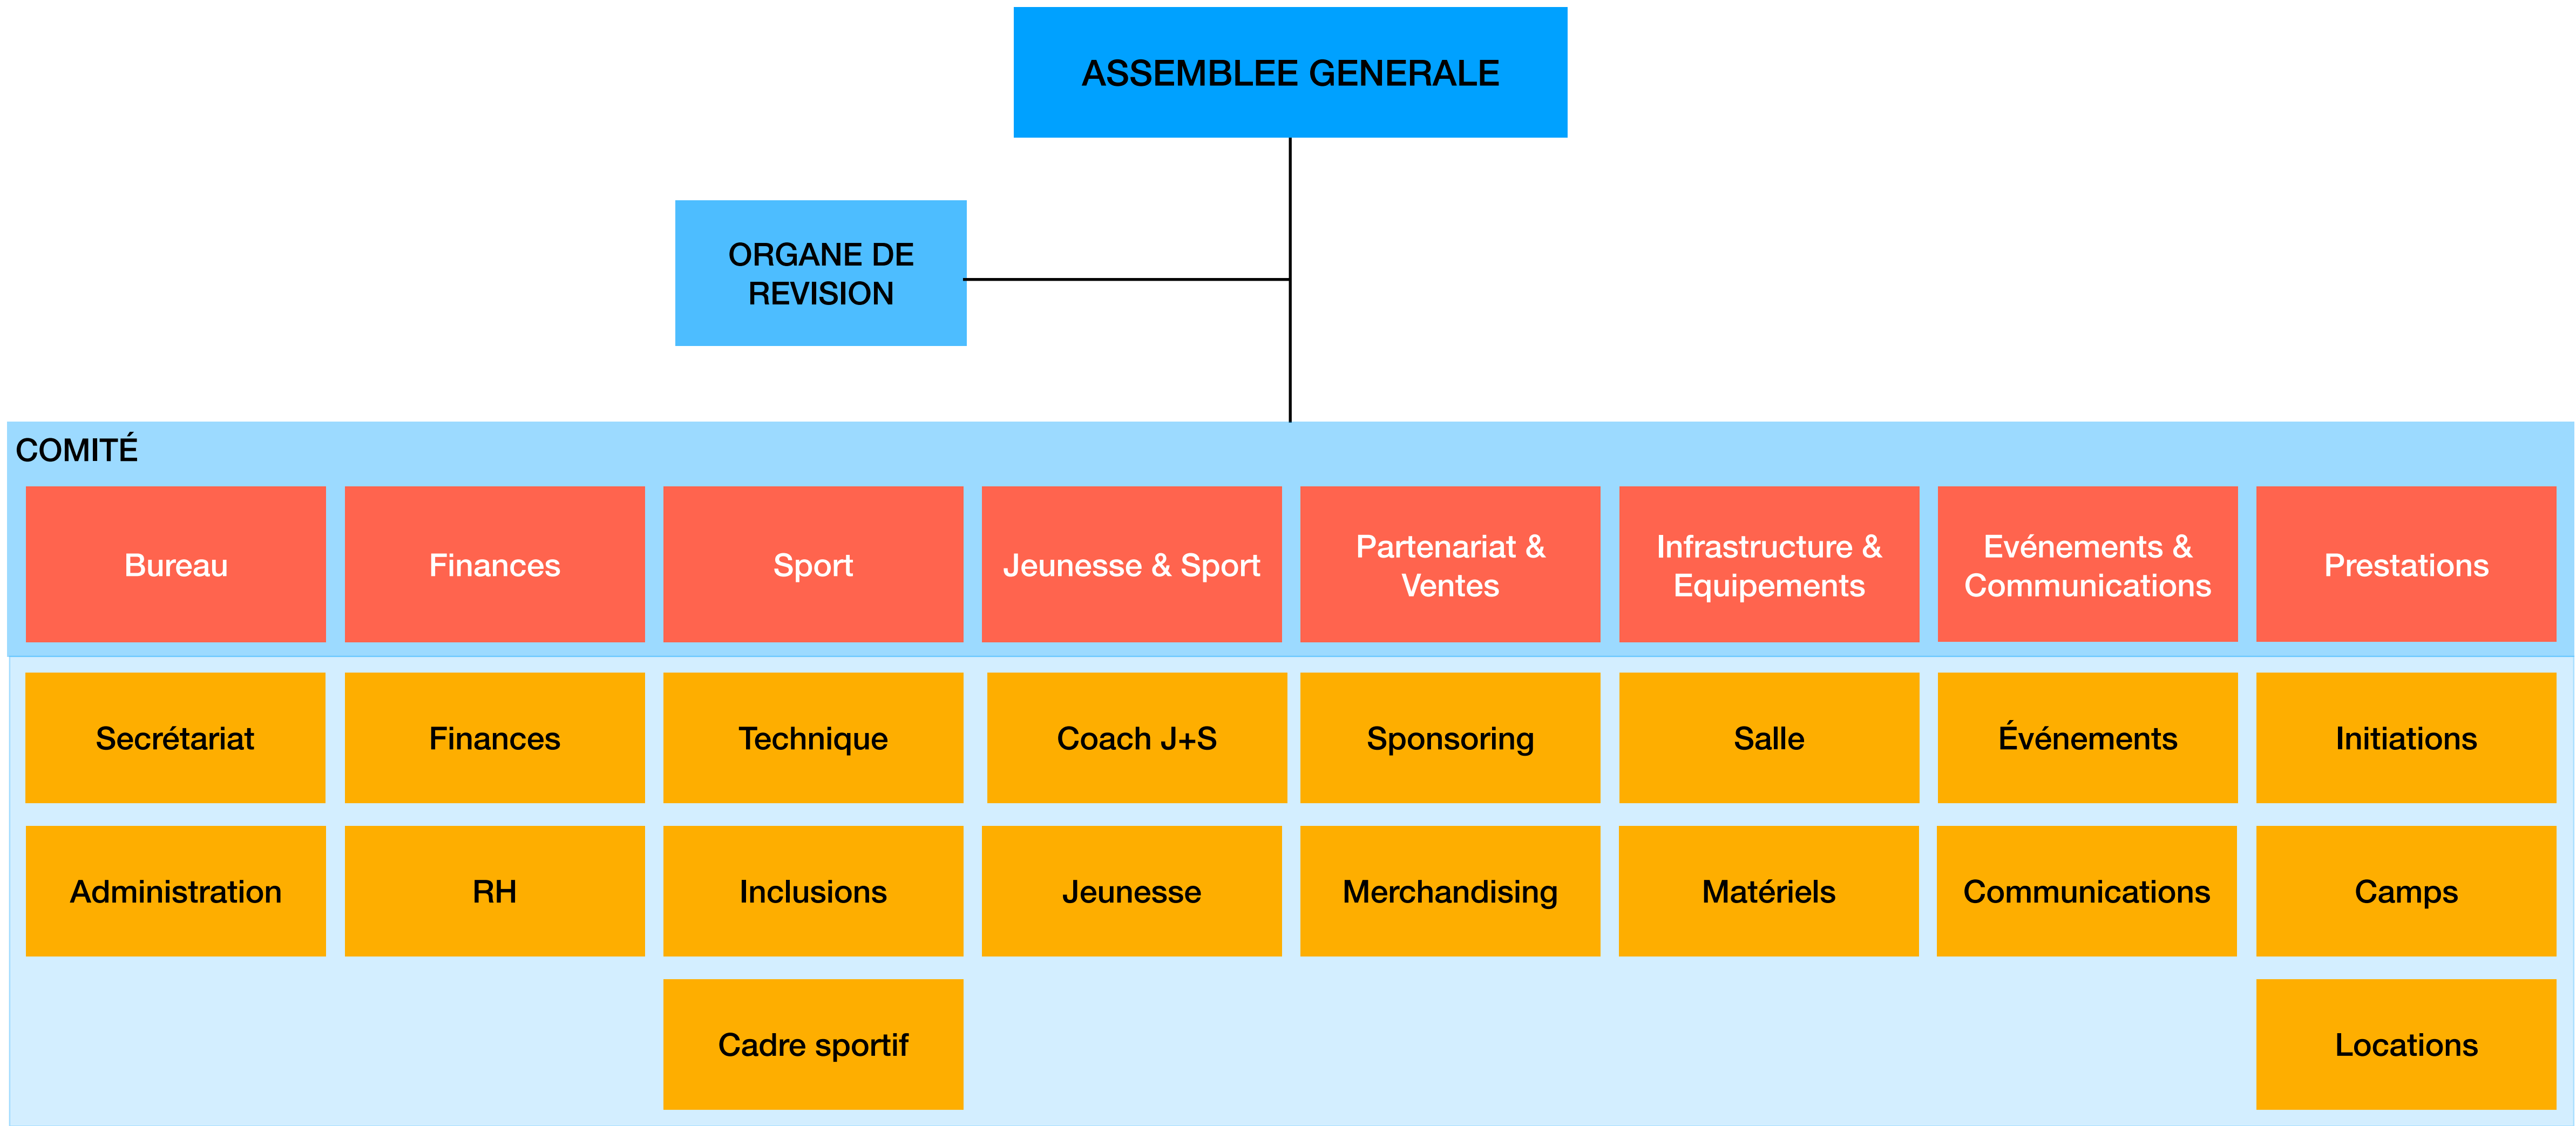 ASSEMBLEE GENERALE
ORGANE DE
REVISION
COMITÉ
Bureau
Finances
Sport
Jeunesse & Sport
Partenariat &
Ventes
Infrastructure &
Equipements
Evénements &
Communications
Prestations
Secrétariat
Finances
Technique
Coach J+S
Sponsoring
Salle
Événements
Initiations
Administration
RH
Inclusions
Jeunesse
Merchandising
Matériels
Communications
Camps
Cadre sportif
Locations